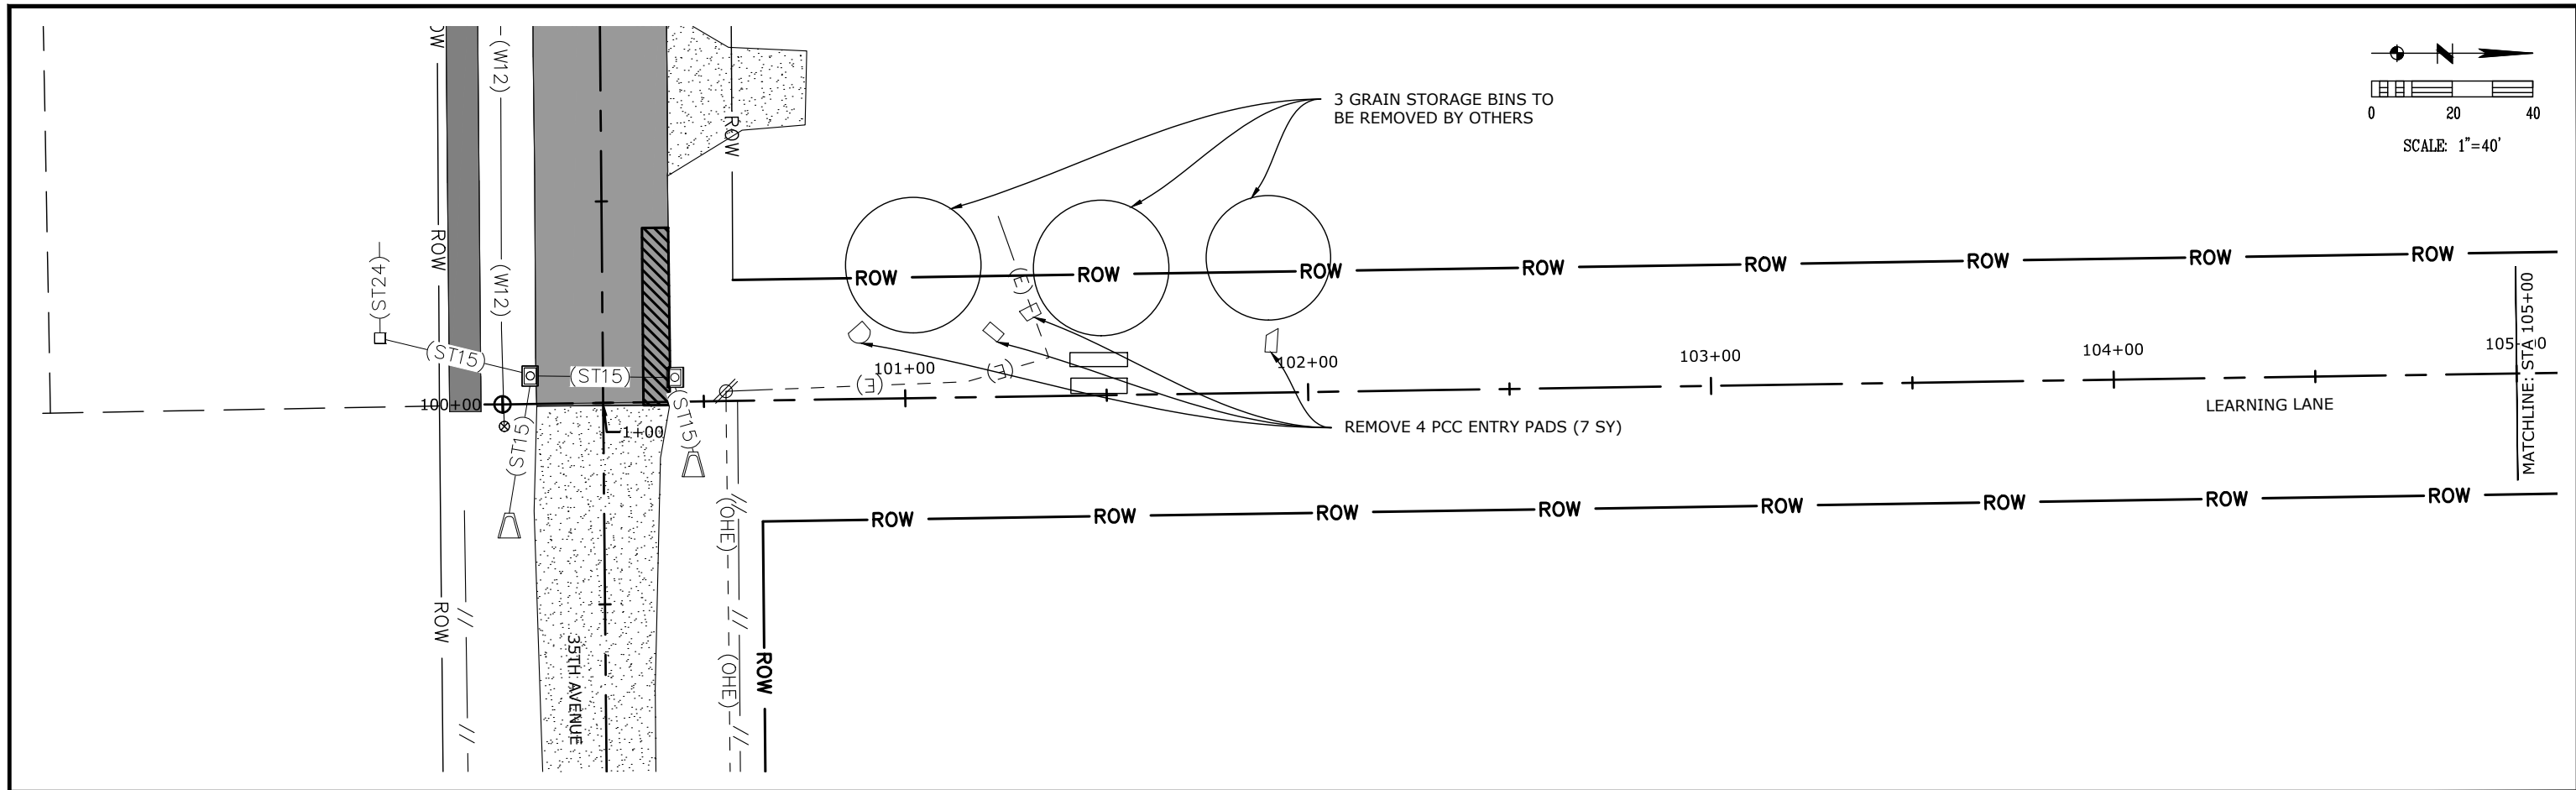 ROW
(W12)
ROW
3 GRAIN STORAGE BINS TO
BE REMOVED BY OTHERS
N
0 20 40
SCALE: 1"=40'
ROW
(W12)
(ST24)
ROW ROW ROW ROW ROW ROW ROW ROW
(E)
(ST15)
(ST15)
(E)
(E)
101+00
102+00
103+00
104+00
105+00
MATCHLINE: STA 105+00
100+00
1+00
(ST15)
(ST15)
LEARNING LANE
REMOVE 4 PCC ENTRY PADS (7 SY)
ROW ROW ROW ROW ROW ROW ROW ROW
(OHE)
ROW
35TH AVENUE
(OHE)
ROW